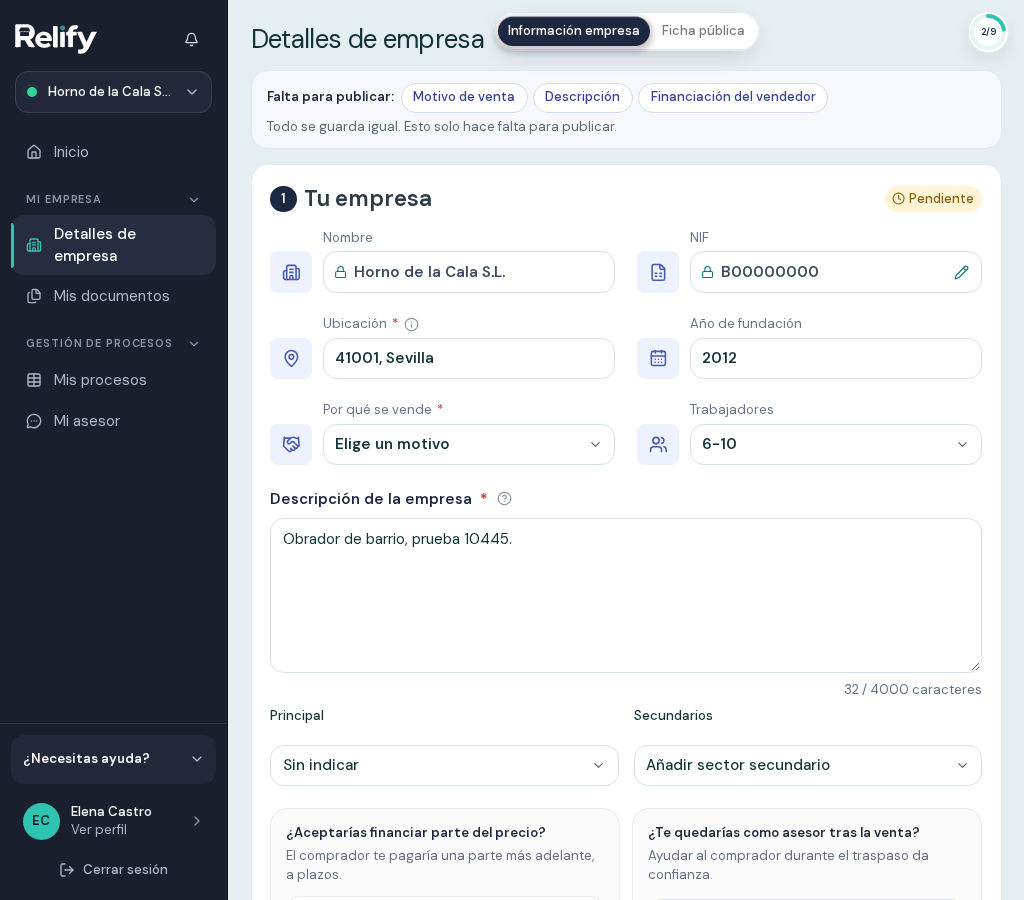 Relify
Horno de la Cala S...
Inicio
MI EMPRESA
Detalles de
empresa
Mis documentos
GESTIÓN DE PROCESOS
Mis procesos
Mi asesor
¿Necesitas ayuda?
EC
Elena Castro
Ver perfil
Cerrar sesión
Detalles de empresa
Información empresa
Ficha pública
2/9
Falta para publicar:
Motivo de venta
Descripción
Financiación del vendedor
Todo se guarda igual. Esto solo hace falta para publicar.
1
Tu empresa
Pendiente
Nombre
Horno de la Cala S.L.
NIF
B00000000
Ubicación *
41001, Sevilla
Año de fundación
2012
Por qué se vende *
Elige un motivo
Trabajadores
6-10
Descripción de la empresa *
Obrador de barrio, prueba 10445.
32 / 4000 caracteres
Principal
Sin indicar
Secundarios
Añadir sector secundario
¿Aceptarías financiar parte del precio?
El comprador te pagaría una parte más adelante,
a plazos.
¿Te quedarías como asesor tras la venta?
Ayudar al comprador durante el traspaso da
confianza.